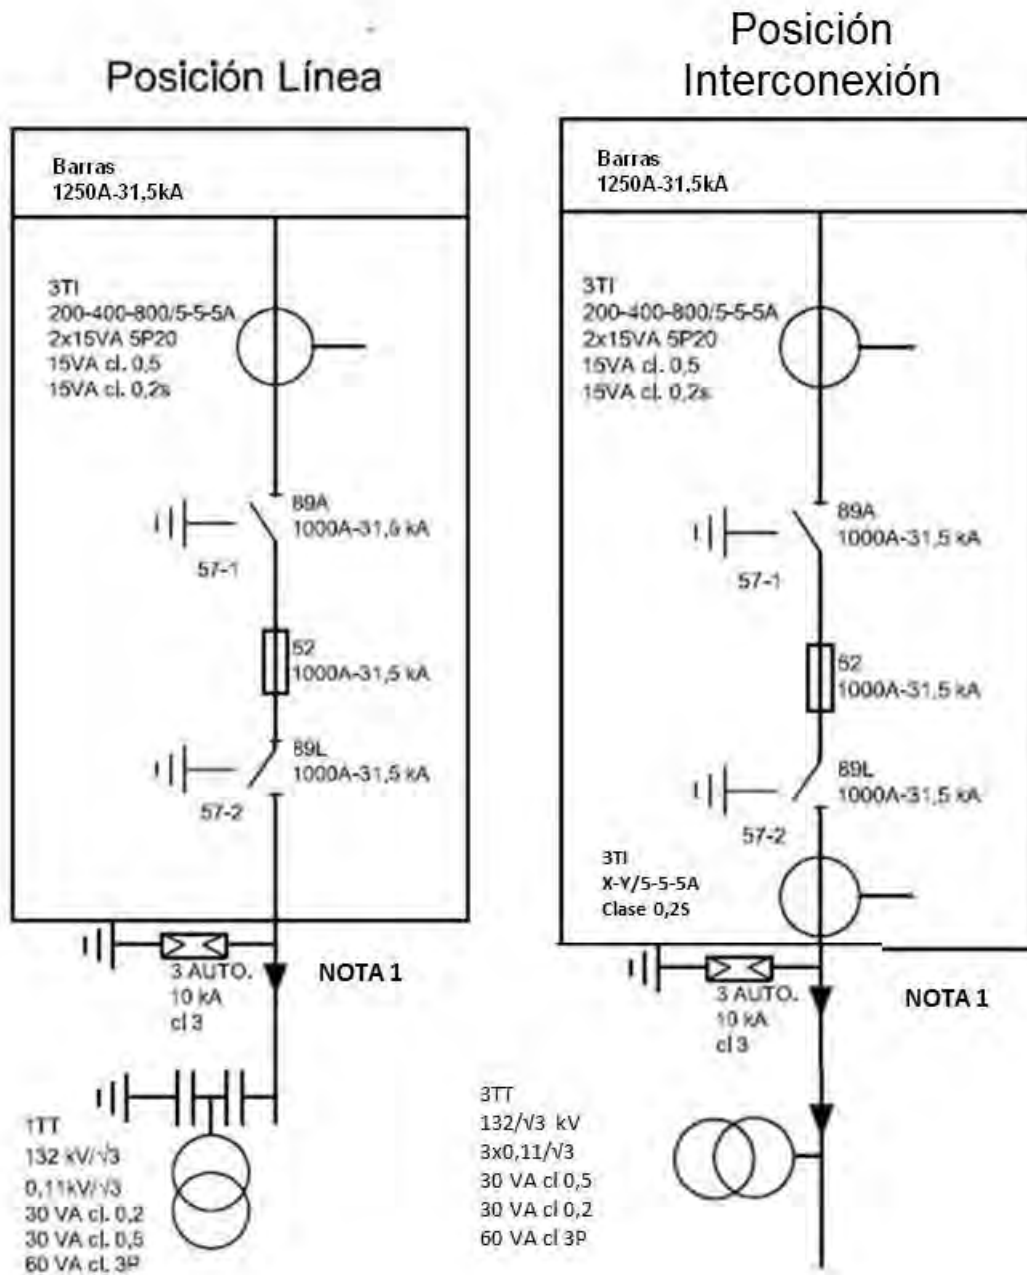 Posición Línea
Barras
1250A-31,5kA
3TI
200-400-800/5-5-5A
2x15VA 5P20
15VA cl. 0,5
15VA cl. 0,2s
89A
1000A-31,5 kA
57-1
52
1000A-31,5 kA
89L
1000A-31,5 kA
57-2
3 AUTO.
10 kA
cl 3
NOTA 1
1TT
132 kV/√3
0,11kV/√3
30 VA cl. 0,2
30 VA cl. 0,5
60 VA cl. 3P
Posición
Interconexión
Barras
1250A-31,5kA
3TI
200-400-800/5-5-5A
2x15VA 5P20
15VA cl. 0,5
15VA cl. 0,2s
89A
1000A-31,5 kA
57-1
52
1000A-31,5 kA
89L
1000A-31,5 kA
57-2
3TI
X-Y/5-5-5A
Clase 0,2S
3 AUTO.
10 kA
cl 3
NOTA 1
3TT
132/√3 kV
3x0,11/√3
30 VA cl 0,5
30 VA cl 0,2
60 VA cl 3P